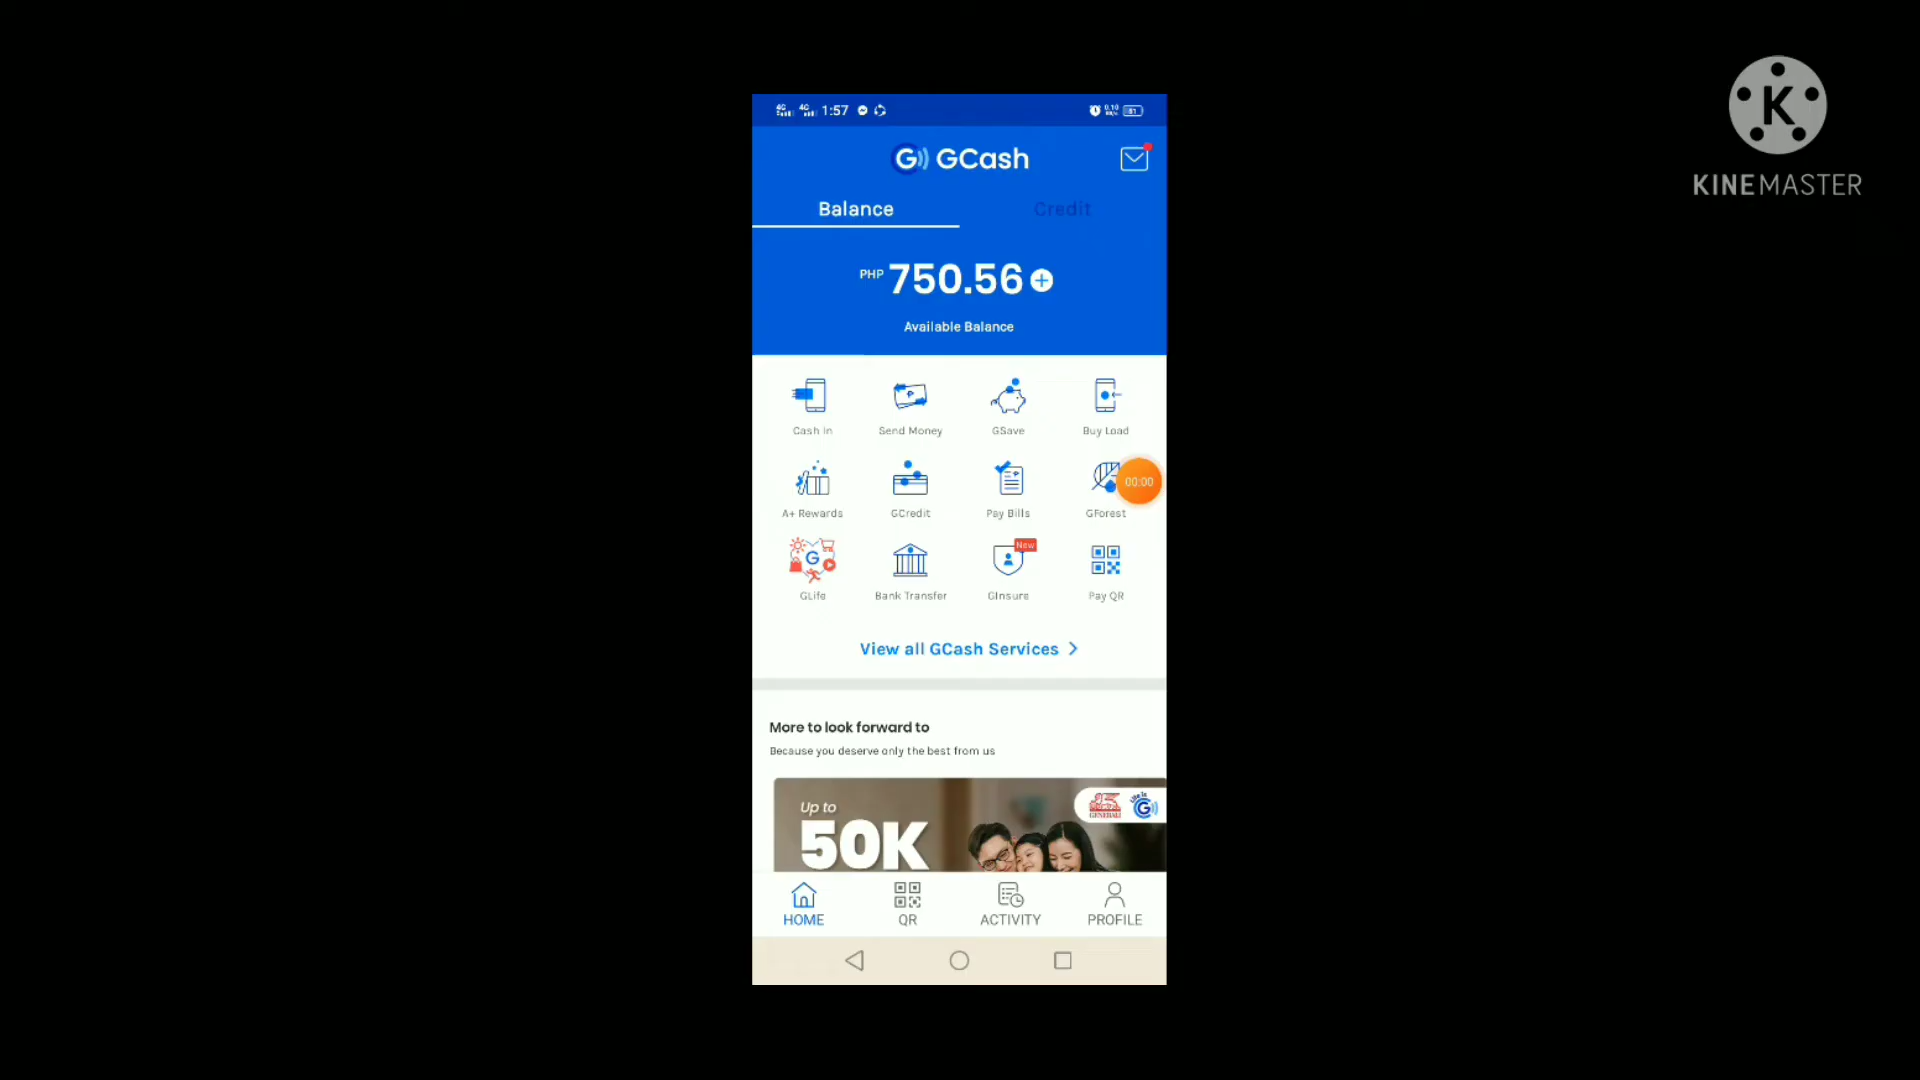 1:57
K
KINEMASTER
G GCash
Balance Credit
PHP 750.56
Available Balance
Cash In Send Money GSave Buy Load
00:00
A+ Rewards GCredit Pay Bills GForest
New
GLife Bank Transfer GInsure Pay QR
View all GCash Services
More to look forward to
Because you deserve only the best from us
Up to
50K
GENERALI
HOME QR ACTIVITY PROFILE